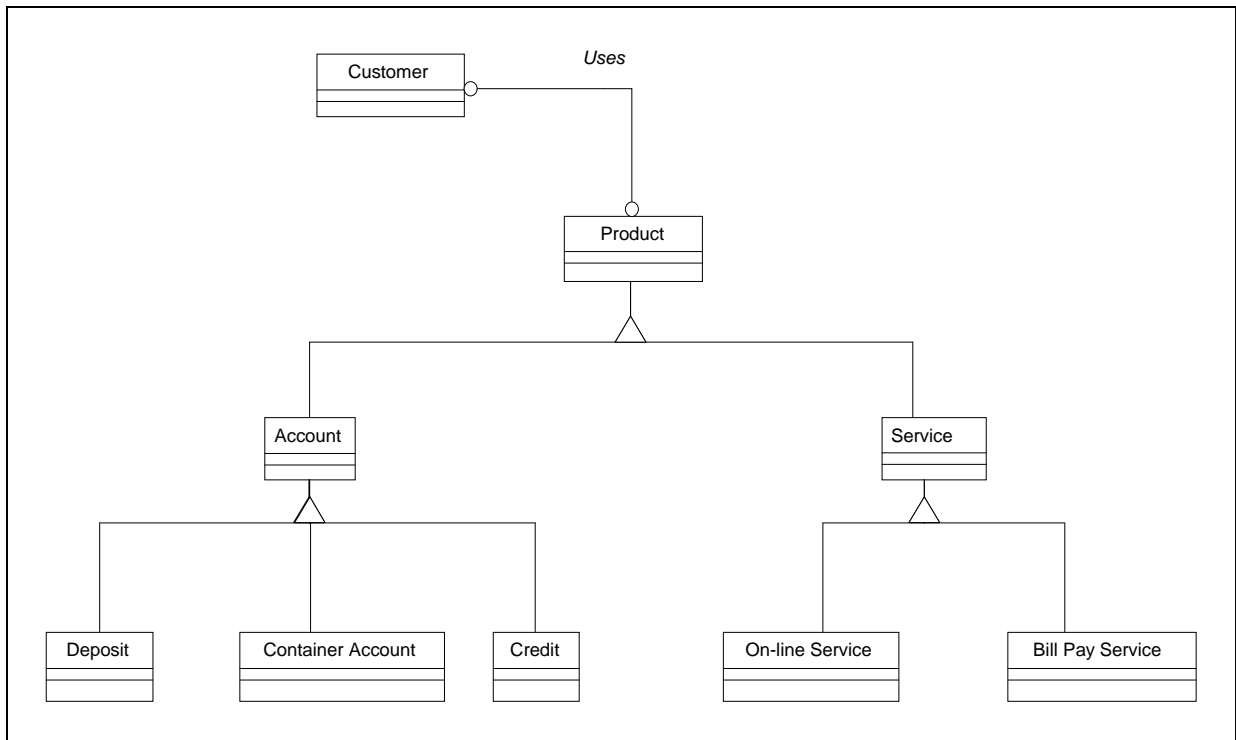 Uses
Customer
Product
Account
Service
Deposit
Container Account
Credit
On-line Service
Bill Pay Service